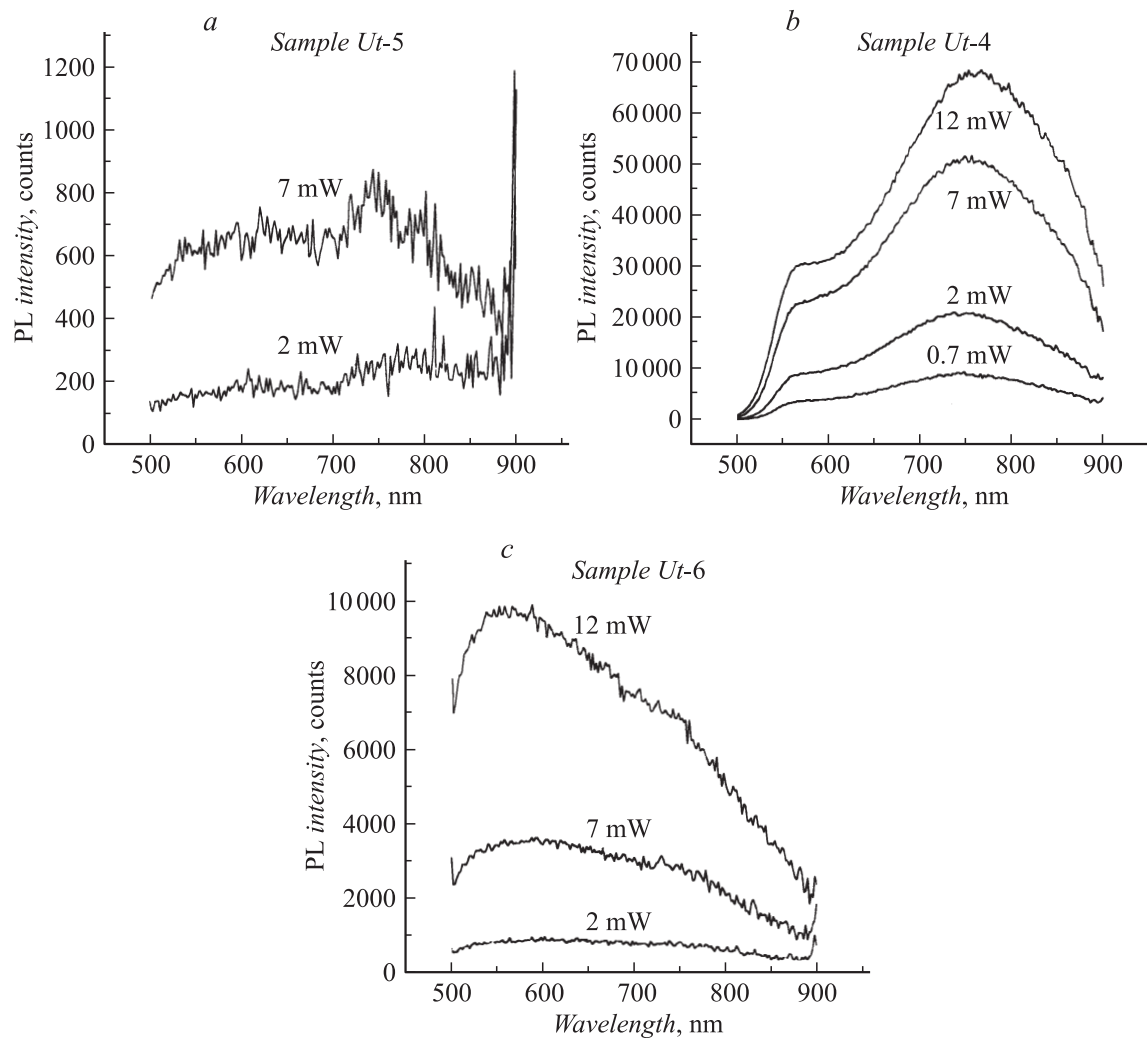 a
Sample Ut-5
1200
1000
800
600
400
200
0
PL intensity, counts
7 mW
2 mW
500 600 700 800 900
Wavelength, nm
b
Sample Ut-4
70 000
60 000
50 000
40 000
30 000
20 000
10 000
0
PL intensity, counts
12 mW
7 mW
2 mW
0.7 mW
500 600 700 800 900
Wavelength, nm
c
Sample Ut-6
10 000
8000
6000
4000
2000
0
PL intensity, counts
12 mW
7 mW
2 mW
500 600 700 800 900
Wavelength, nm